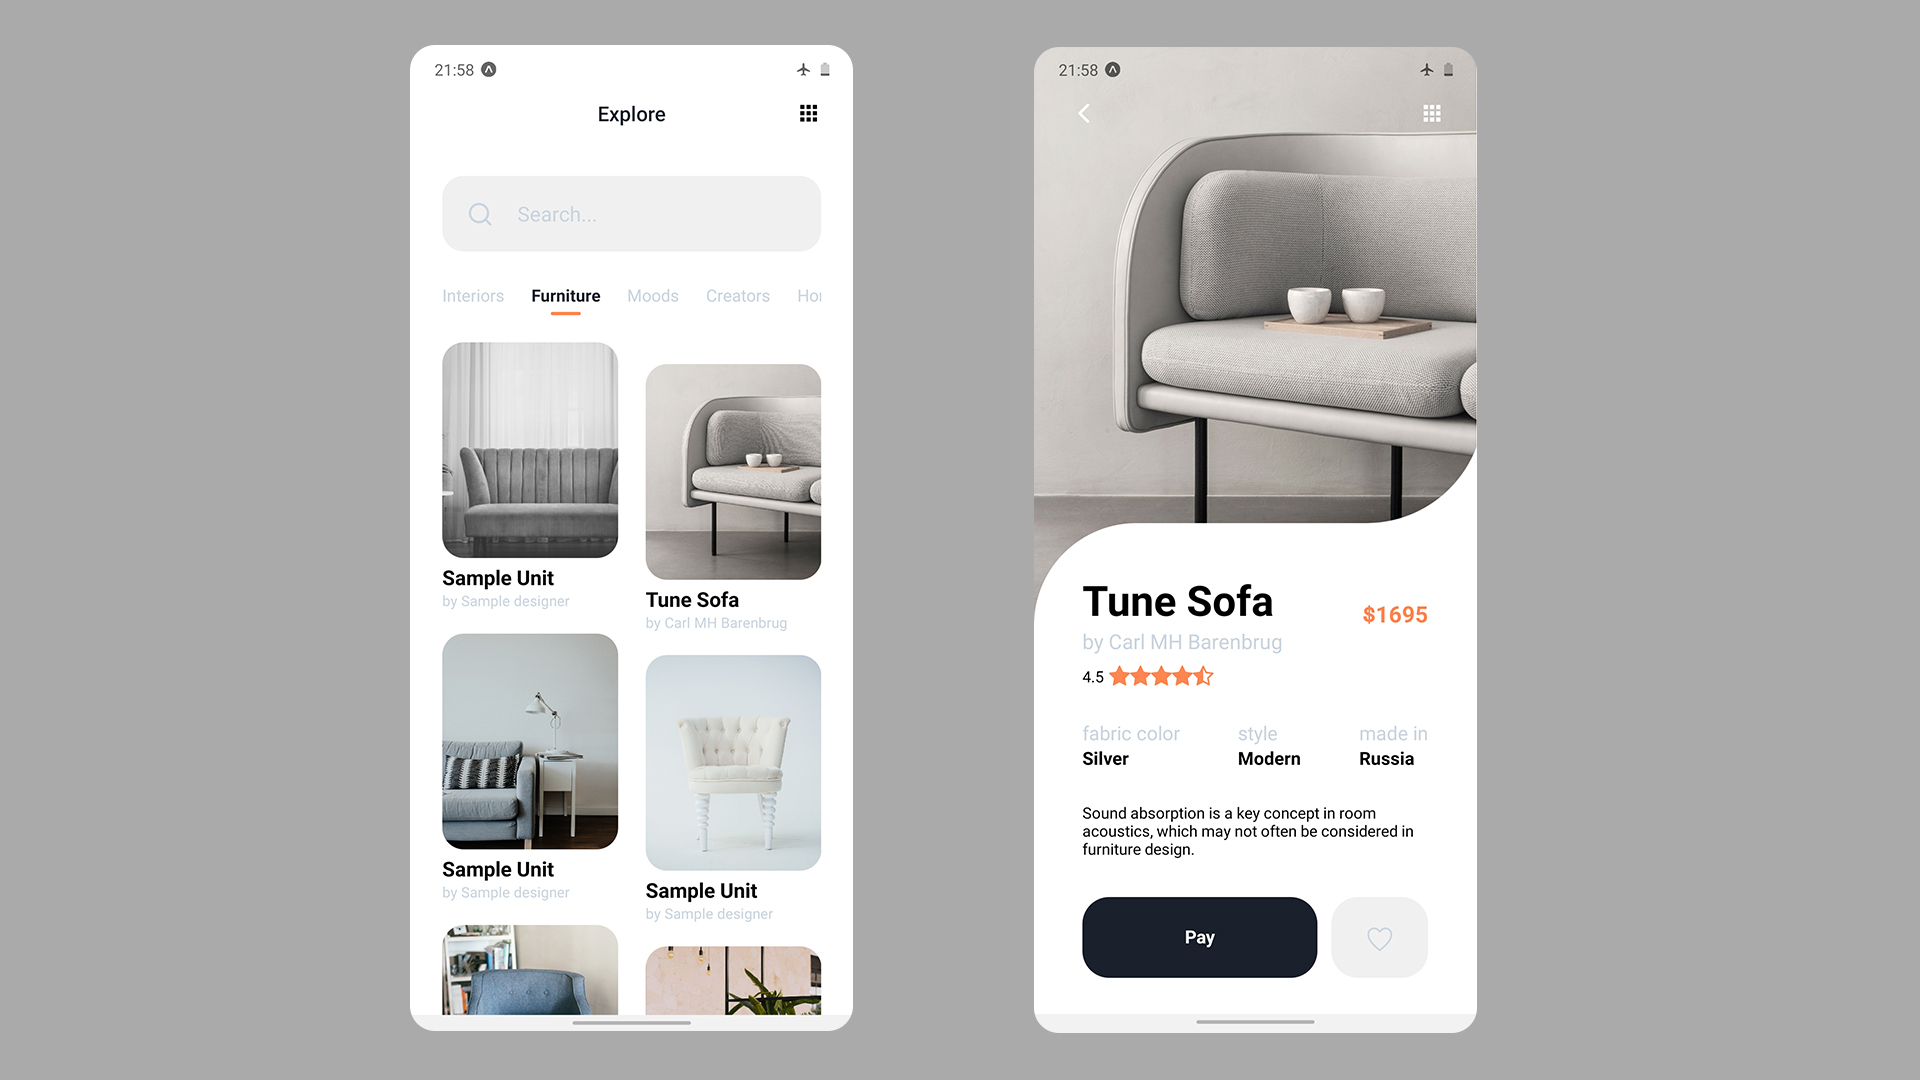 21:58
Explore
Search...
Interiors Furniture Moods Creators
Sample Unit
by Sample designer
Tune Sofa
by Carl MH Barenbrug
Sample Unit
by Sample designer
Sample Unit
by Sample designer
21:58
Tune Sofa
$1695
by Carl MH Barenbrug
4.5
fabric color style made in
Silver Modern Russia
Sound absorption is a key concept in room
acoustics, which may not often be considered in
furniture design.
Pay